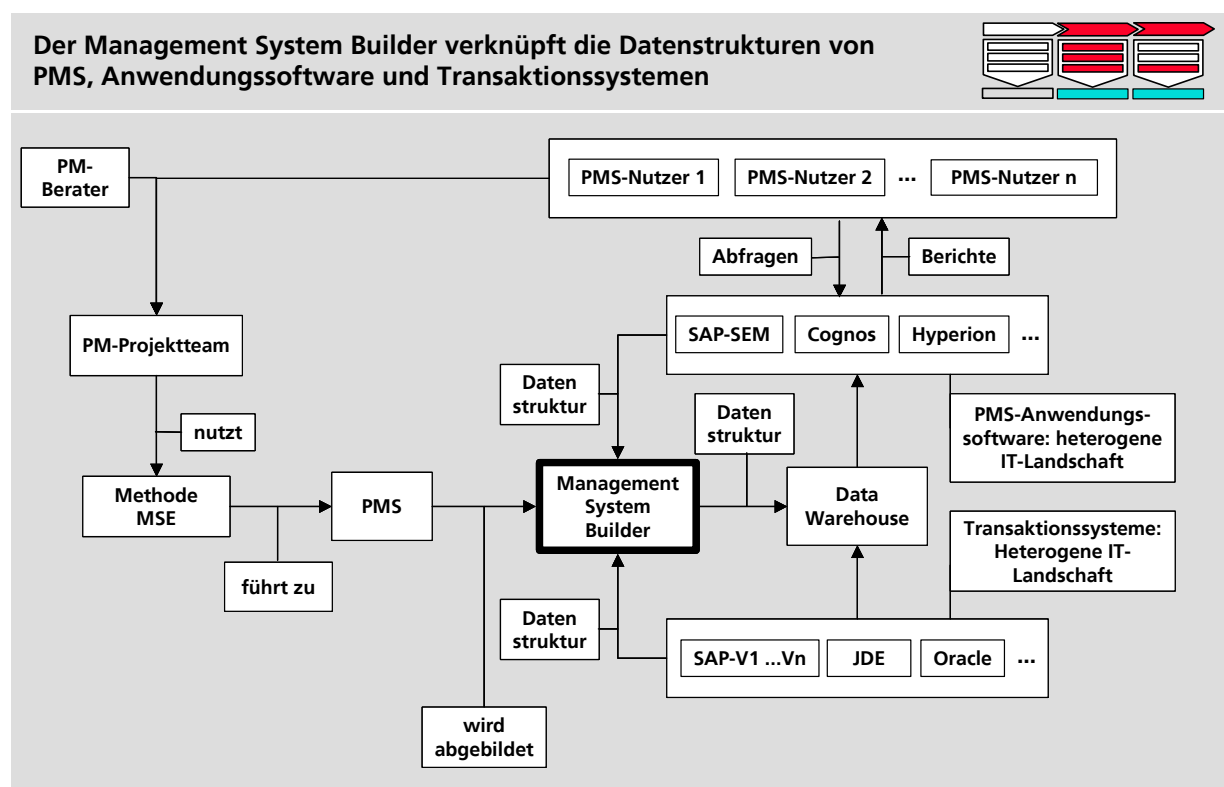 Der Management System Builder verknüpft die Datenstrukturen von
PMS, Anwendungssoftware und Transaktionssystemen
PM-
Berater
PMS-Nutzer 1
PMS-Nutzer 2
...
PMS-Nutzer n
Abfragen
Berichte
PM-Projektteam
SAP-SEM
Cognos
Hyperion
...
Daten
struktur
Daten
struktur
PMS-Anwendungs-
software: heterogene
IT-Landschaft
nutzt
Methode
MSE
PMS
Management
System
Builder
Data
Warehouse
Transaktionssysteme:
Heterogene IT-
Landschaft
führt zu
Daten
struktur
SAP-V1 ...Vn
JDE
Oracle
...
wird
abgebildet